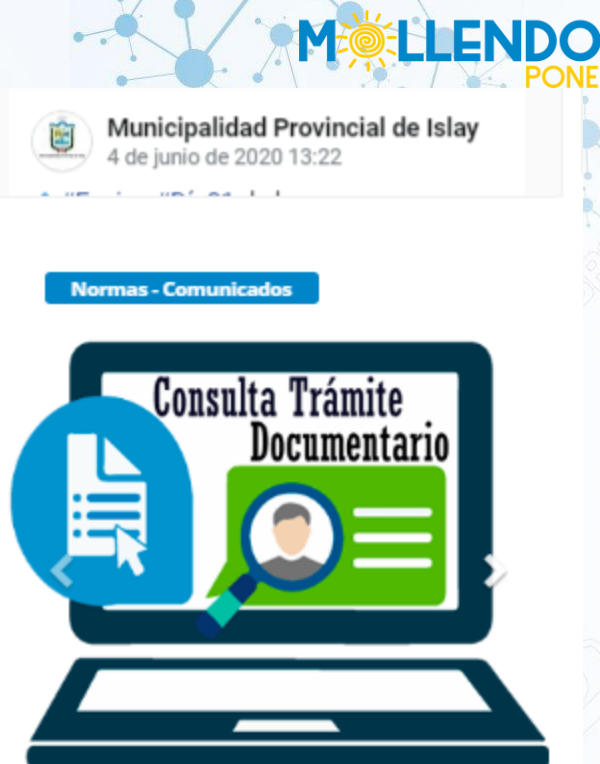 MOLLENDO
PONE
Municipalidad Provincial de Islay
4 de junio de 2020 13:22
Normas - Comunicados
Consulta Trámite
Documentario